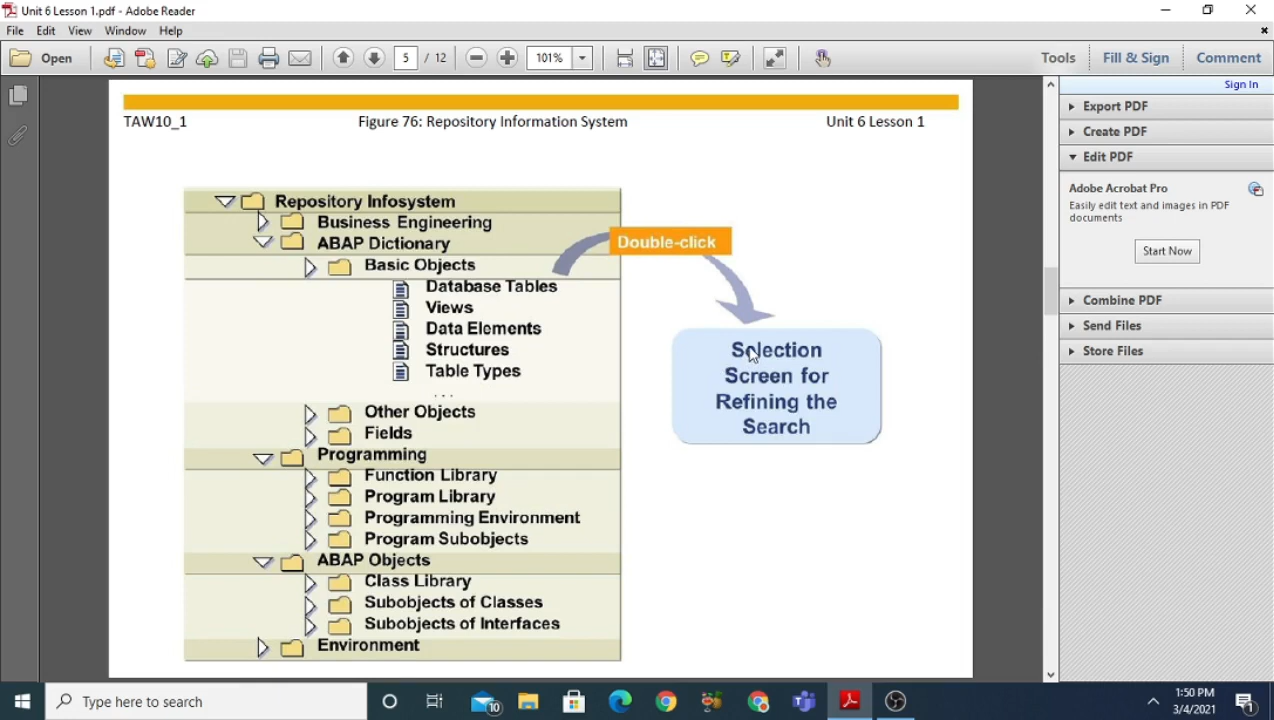 Unit 6 Lesson 1.pdf - Adobe Reader
File Edit View Window Help
Open 5 / 12 101% Tools Fill & Sign Comment
Sign In
TAW10_1 Figure 76: Repository Information System Unit 6 Lesson 1
Repository Infosystem
Business Engineering
ABAP Dictionary
Basic Objects
Database Tables
Views
Data Elements
Structures
Table Types
...
Other Objects
Fields
Programming
Function Library
Program Library
Programming Environment
Program Subobjects
ABAP Objects
Class Library
Subobjects of Classes
Subobjects of Interfaces
Environment
Double-click
Selection
Screen for
Refining the
Search
Export PDF
Create PDF
Edit PDF
Adobe Acrobat Pro
Easily edit text and images in PDF
documents
Start Now
Combine PDF
Send Files
Store Files
Type here to search
10
1:50 PM
3/4/2021
1